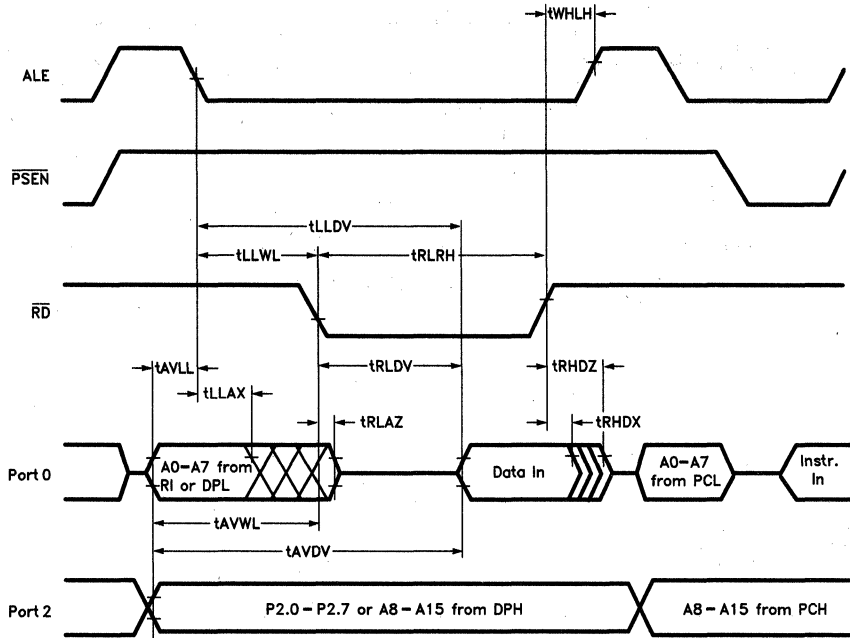 tWHLH
ALE
PSEN
tLLDV
tLLWL
tRLRH
RD
tAVLL
tRLDV
tRHDZ
tLLAX
tRLAZ
tRHDX
Port 0
A0-A7 from
RI or DPL
Data In
A0-A7
from PCL
Instr.
In
tAVWL
tAVDV
Port 2
P2.0-P2.7 or A8-A15 from DPH
A8-A15 from PCH